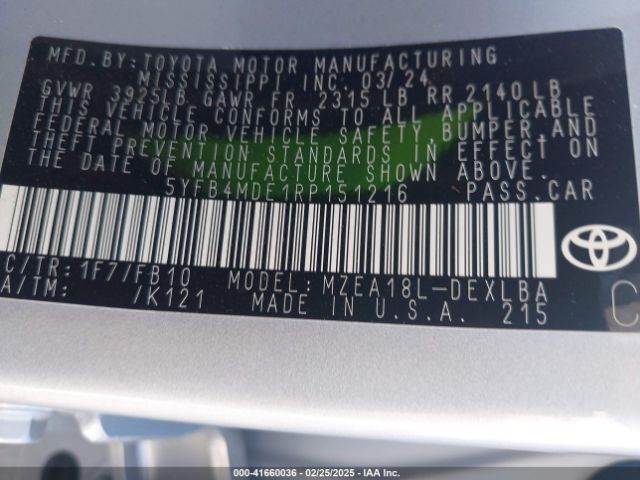 MFD.BY:TOYOTA MOTOR MANUFACTURING
MISSISSIPPI INC. 03/24
GVWR 3925LB GAWR FR 2315 LB RR 2140 LB
THIS VEHICLE CONFORMS TO ALL APPLICABLE
FEDERAL MOTOR VEHICLE SAFETY BUMPER,AND
THEFT PREVENTION STANDARDS IN EFFECT ON
THE DATE OF MANUFACTURE SHOWN ABOVE.
5YFB4MDE1RP151216 PASS.CAR
C/TR:1F7/FB10 MODEL:MZEA18L-DEXLBA
A/TM: /K121 MADE IN U.S.A. 215
C
000-41660036 - 02/25/2025 - IAA Inc.